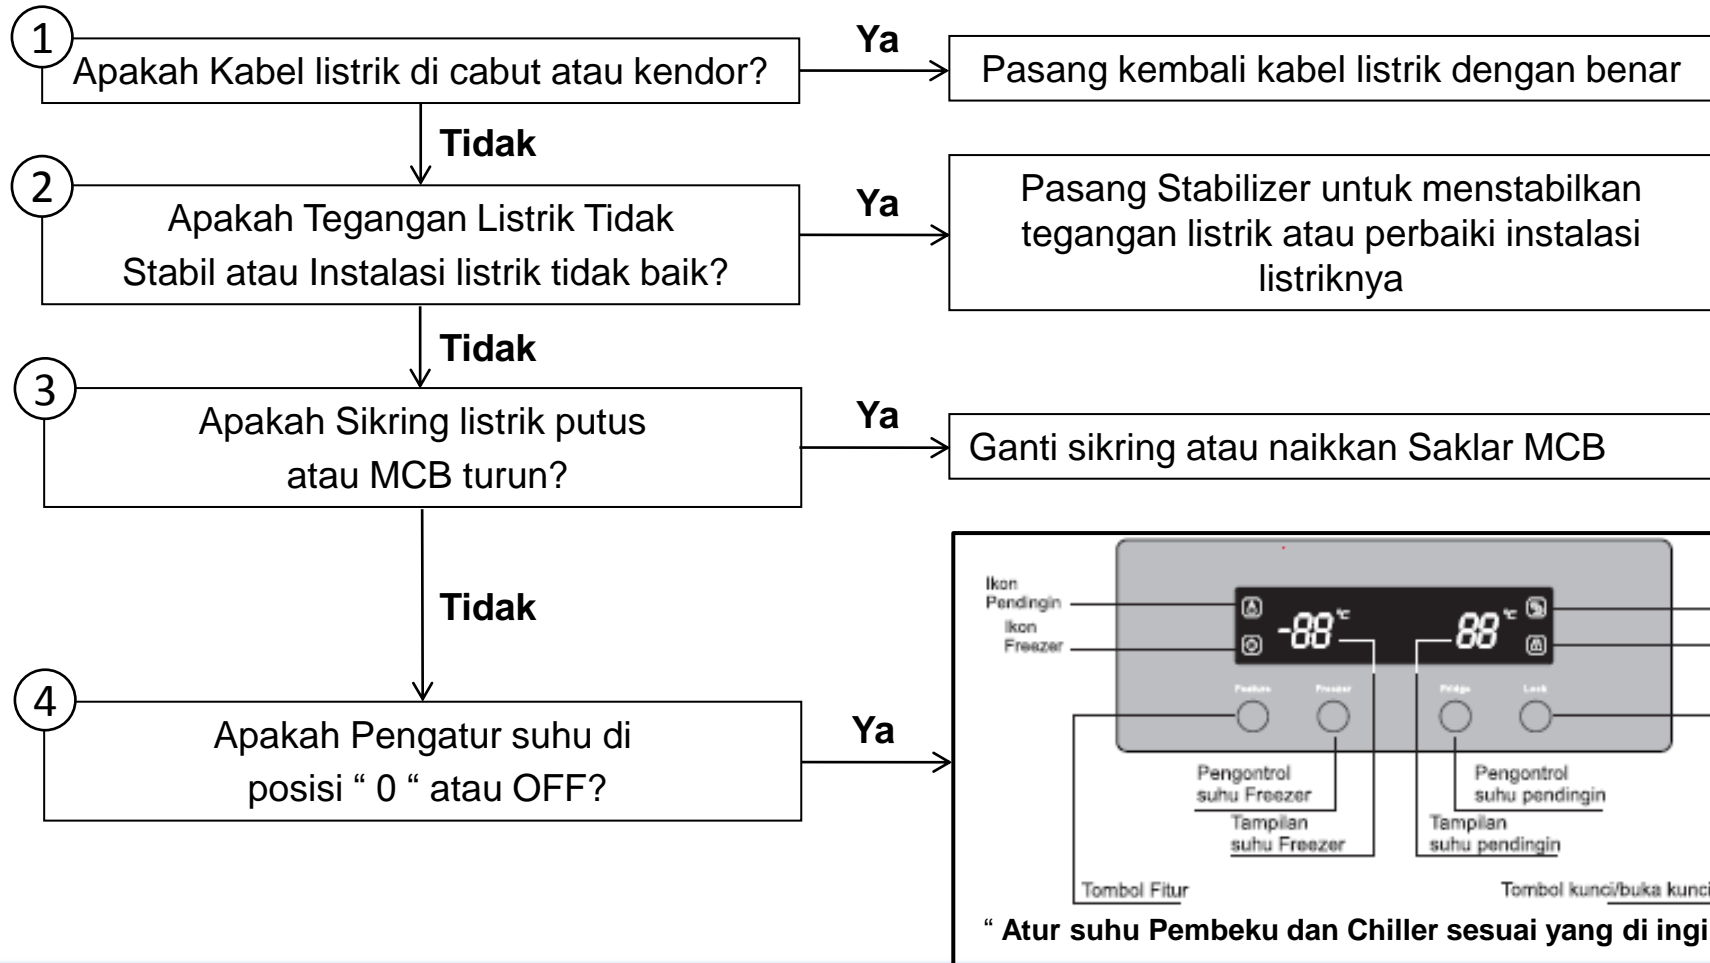 1
Apakah Kabel listrik di cabut atau kendor?
Ya
Pasang kembali kabel listrik dengan benar
Tidak
2
Apakah Tegangan Listrik Tidak
Stabil atau Instalasi listrik tidak baik?
Ya
Pasang Stabilizer untuk menstabilkan
tegangan listrik atau perbaiki instalasi
listriknya
Tidak
3
Apakah Sikring listrik putus
atau MCB turun?
Ya
Ganti sikring atau naikkan Saklar MCB
Tidak
4
Apakah Pengatur suhu di
posisi “ 0 “ atau OFF?
Ya
Ikon
Pendingin
Ikon
Freezer
-88 °C
88 °C
Feature
Freezer
Fridge
Lock
Pengontrol
suhu Freezer
Pengontrol
suhu pendingin
Tampilan
suhu Freezer
Tampilan
suhu pendingin
Tombol Fitur
Tombol kunci/buka kunci
“ Atur suhu Pembeku dan Chiller sesuai yang di ingi